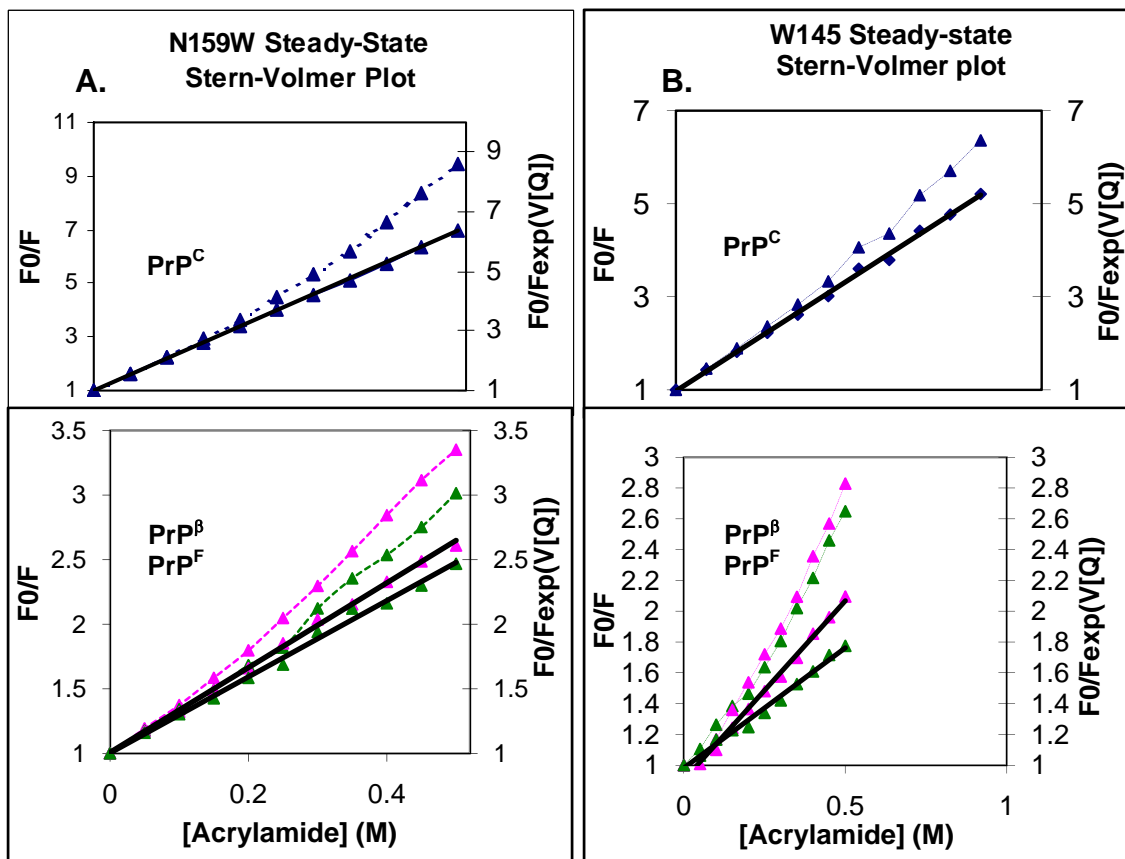 N159W Steady-State
Stern-Volmer Plot
A.
11
9
7
5
3
1
F0/F
PrP^C
9
7
5
3
1
F0/Fexp(V[Q])
W145 Steady-state
Stern-Volmer plot
B.
7
5
3
1
F0/F
PrP^C
7
5
3
1
F0/Fexp(V[Q])
3.5
3
2.5
2
1.5
1
F0/F
PrP^β
PrP^F
3.5
3
2.5
2
1.5
1
F0/Fexp(V[Q])
0 0.2 0.4
[Acrylamide] (M)
3
2.8
2.6
2.4
2.2
2
1.8
1.6
1.4
1.2
1
F0/F
PrP^β
PrP^F
3
2.8
2.6
2.4
2.2
2
1.8
1.6
1.4
1.2
1
F0/Fexp(V[Q])
0 0.5 1
[Acrylamide] (M)